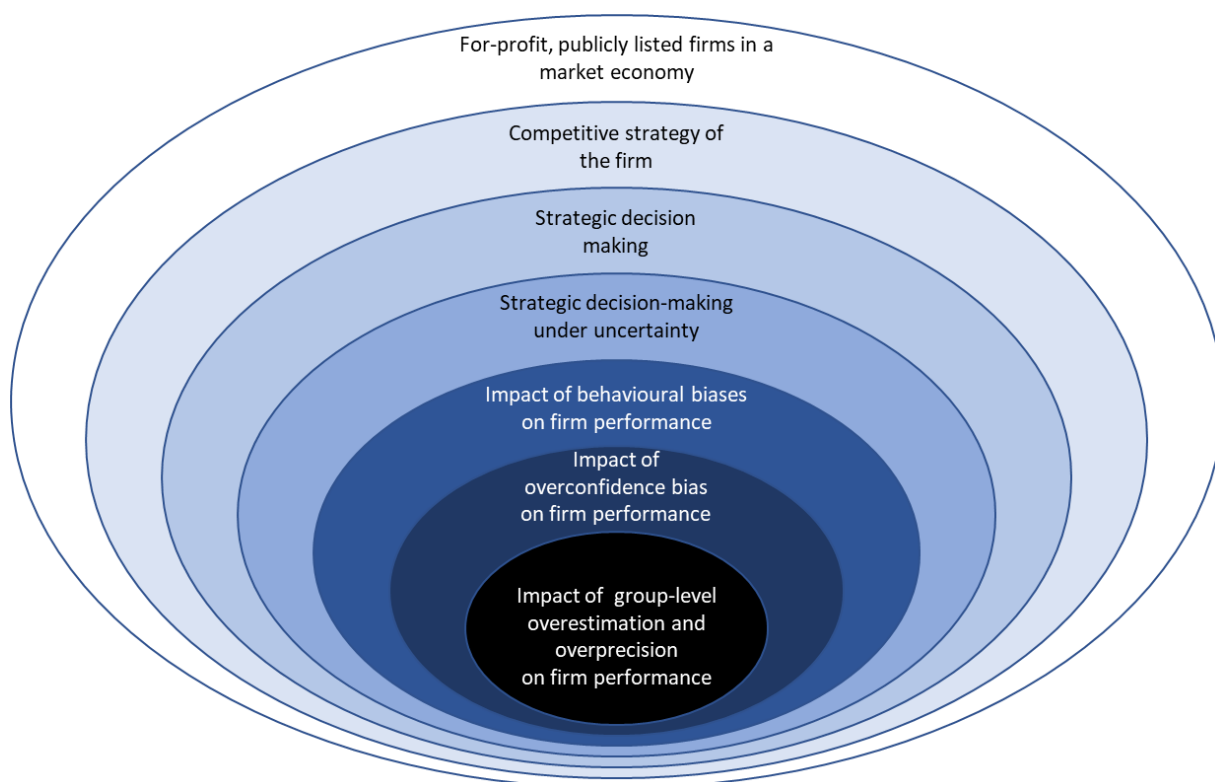 For-profit, publicly listed firms in a
market economy
Competitive strategy of
the firm
Strategic decision
making
Strategic decision-making
under uncertainty
Impact of behavioural biases
on firm performance
Impact of
overconfidence bias
on firm performance
Impact of  group-level
overestimation and
overprecision
on firm performance